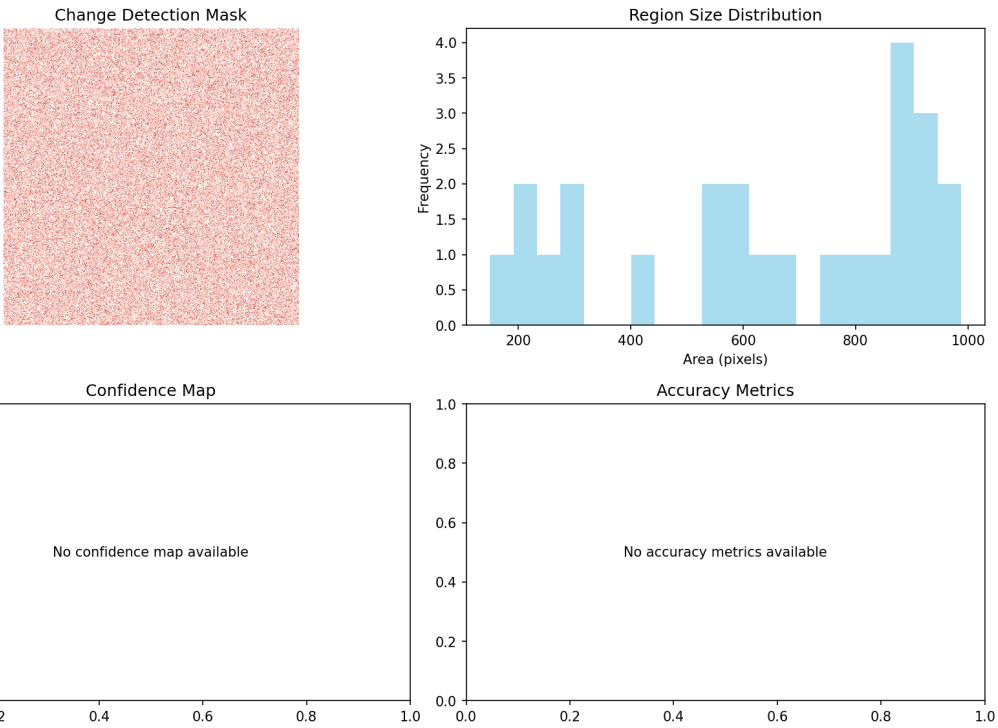 Change Detection Mask
Region Size Distribution
Frequency
4.0
3.5
3.0
2.5
2.0
1.5
1.0
0.5
0.0
200 400 600 800 1000
Area (pixels)
Confidence Map
No confidence map available
2 0.4 0.6 0.8 1.0
Accuracy Metrics
1.0
0.8
0.6
0.4
0.2
0.0
No accuracy metrics available
0.0 0.2 0.4 0.6 0.8 1.0